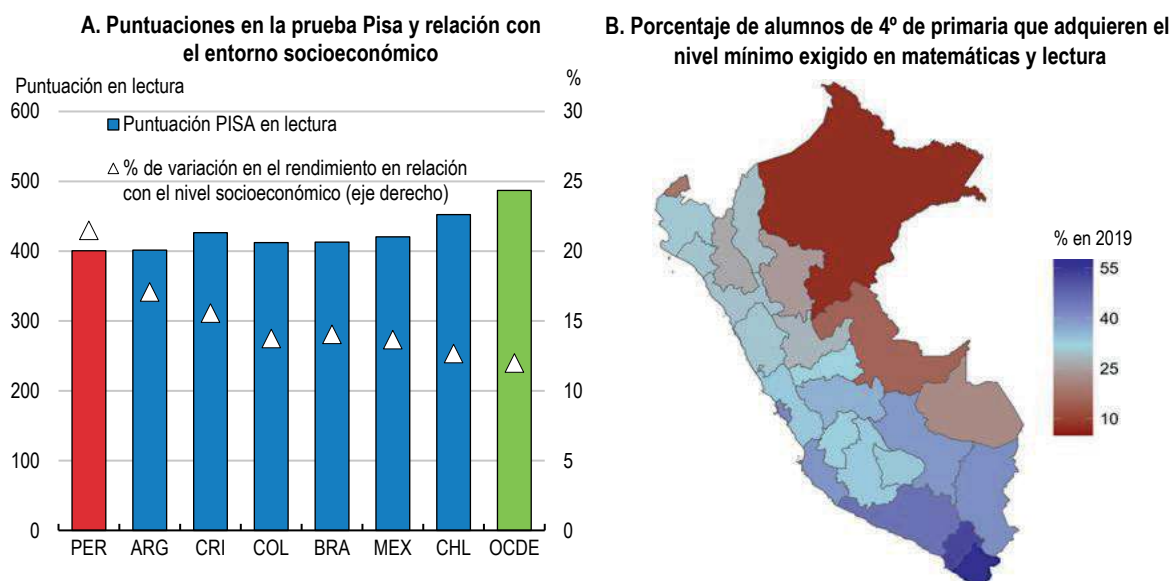 A. Puntuaciones en la prueba Pisa y relación con
el entorno socioeconómico
Puntuación en lectura
%
600
500
400
300
200
100
0
30
25
20
15
10
5
0
Puntuación PISA en lectura
% de variación en el rendimiento en relación
con el nivel socioeconómico (eje derecho)
PER ARG CRI COL BRA MEX CHL OCDE
B. Porcentaje de alumnos de 4º de primaria que adquieren el
nivel mínimo exigido en matemáticas y lectura
% en 2019
55
40
25
10